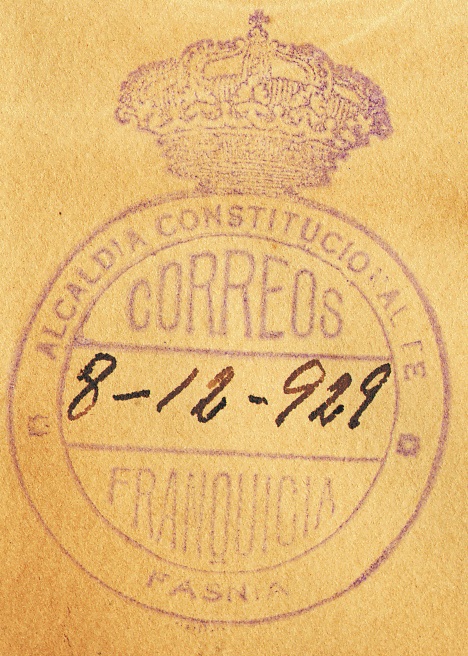 ALCALDIA CONSTITUCIONAL DE
CORREOS
8-12-929
FRANQUICIA
FASNIA